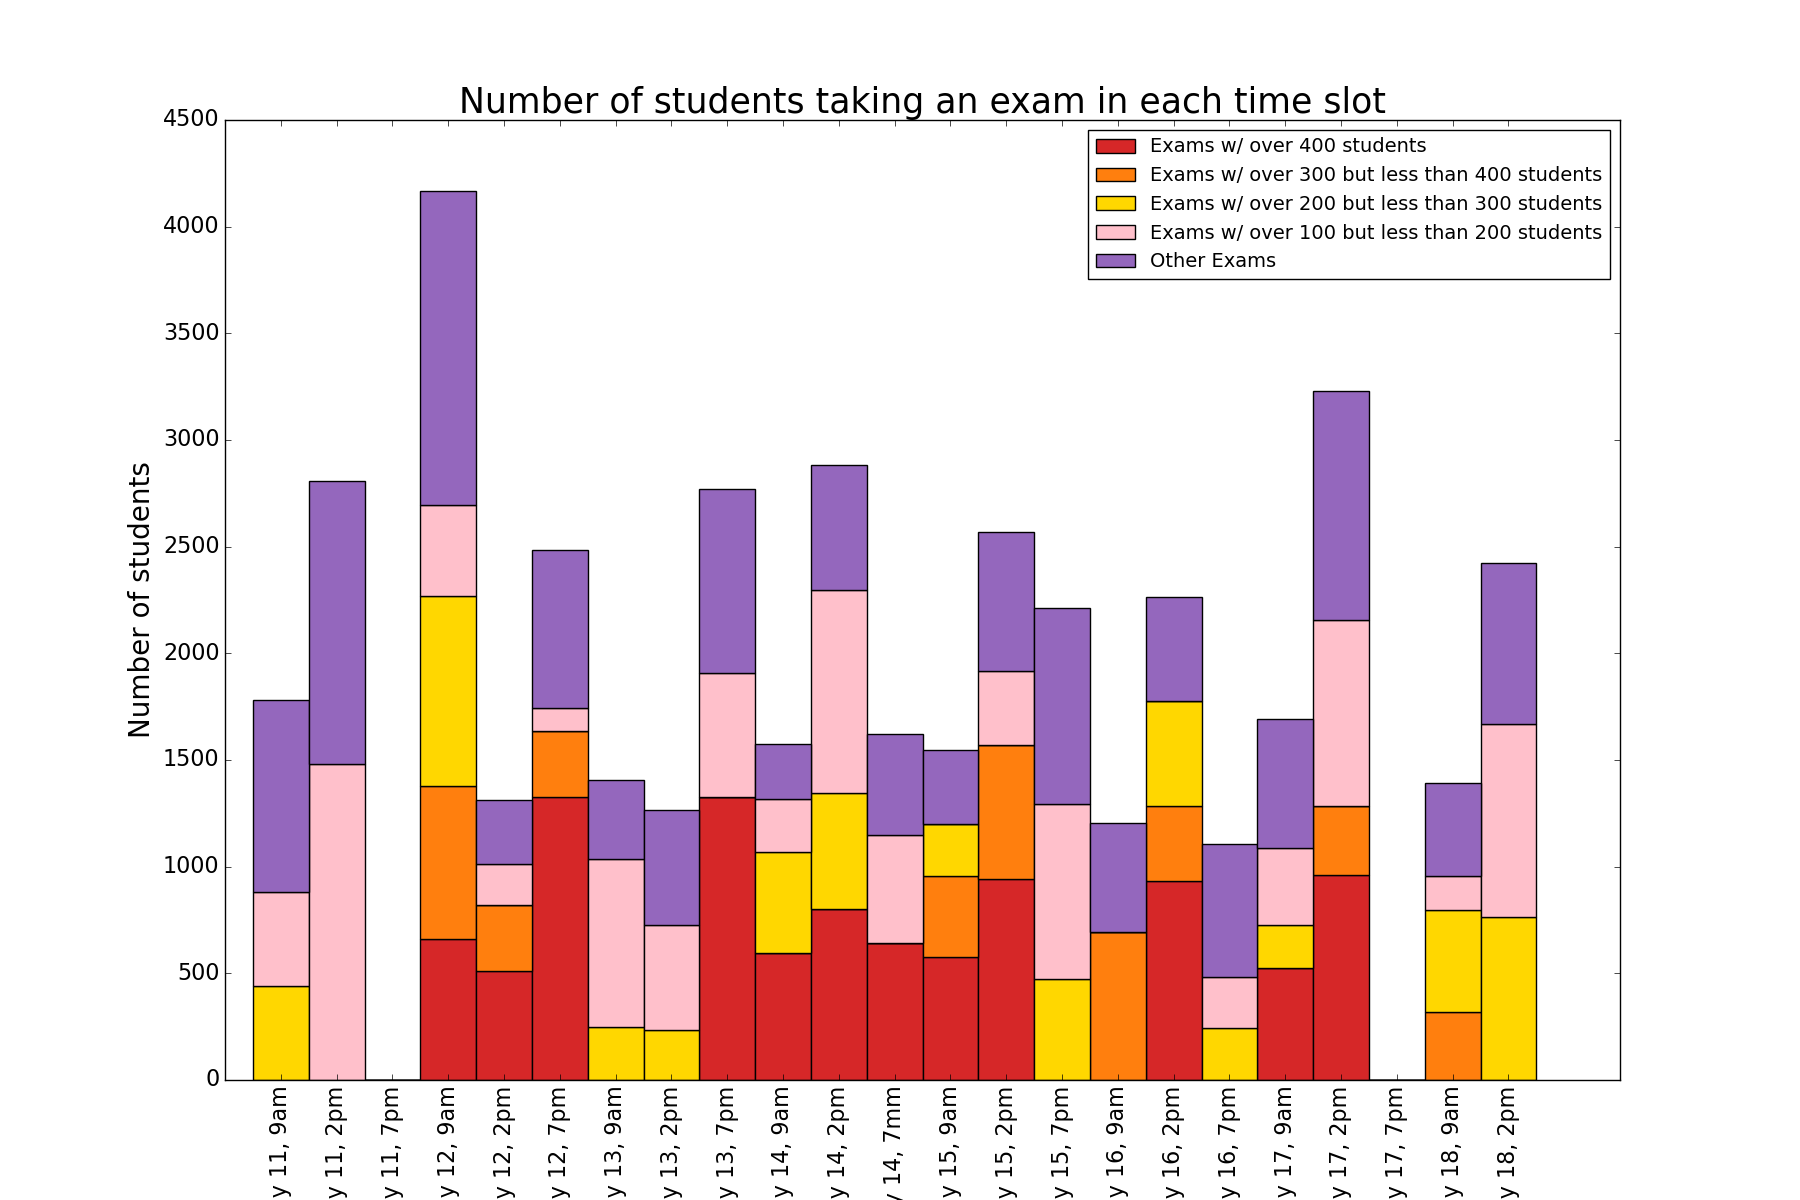 Number of students taking an exam in each time slot
Exams w/ over 400 students
Exams w/ over 300 but less than 400 students
Exams w/ over 200 but less than 300 students
Exams w/ over 100 but less than 200 students
Other Exams
Number of students
4500
4000
3500
3000
2500
2000
1500
1000
500
0
y 11, 9am
y 11, 2pm
y 11, 7pm
y 12, 9am
y 12, 2pm
y 12, 7pm
y 13, 9am
y 13, 2pm
y 13, 7pm
y 14, 9am
y 14, 2pm
y 14, 7mm
y 15, 9am
y 15, 2pm
y 15, 7pm
y 16, 9am
y 16, 2pm
y 16, 7pm
y 17, 9am
y 17, 2pm
y 17, 7pm
y 18, 9am
y 18, 2pm